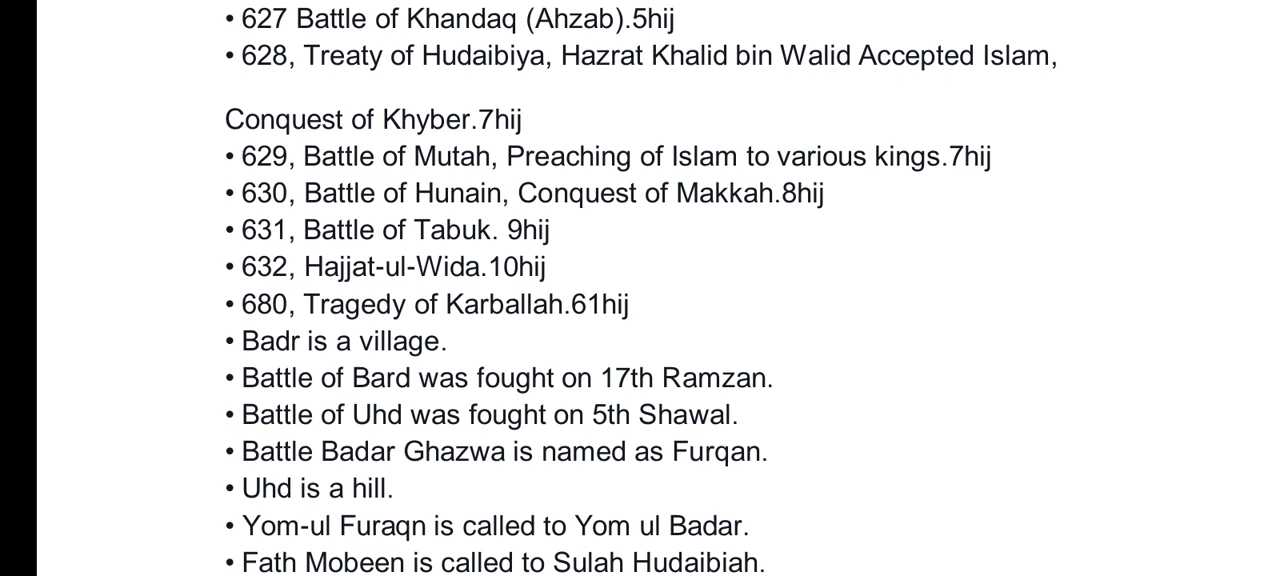 • 627 Battle of Khandaq (Ahzab).5hij
• 628, Treaty of Hudaibiya, Hazrat Khalid bin Walid Accepted Islam,
Conquest of Khyber.7hij
• 629, Battle of Mutah, Preaching of Islam to various kings.7hij
• 630, Battle of Hunain, Conquest of Makkah.8hij
• 631, Battle of Tabuk. 9hij
• 632, Hajjat-ul-Wida.10hij
• 680, Tragedy of Karballah.61hij
• Badr is a village.
• Battle of Bard was fought on 17th Ramzan.
• Battle of Uhd was fought on 5th Shawal.
• Battle Badar Ghazwa is named as Furqan.
• Uhd is a hill.
• Yom-ul Furaqn is called to Yom ul Badar.
• Fath Mobeen is called to Sulah Hudaibiah.